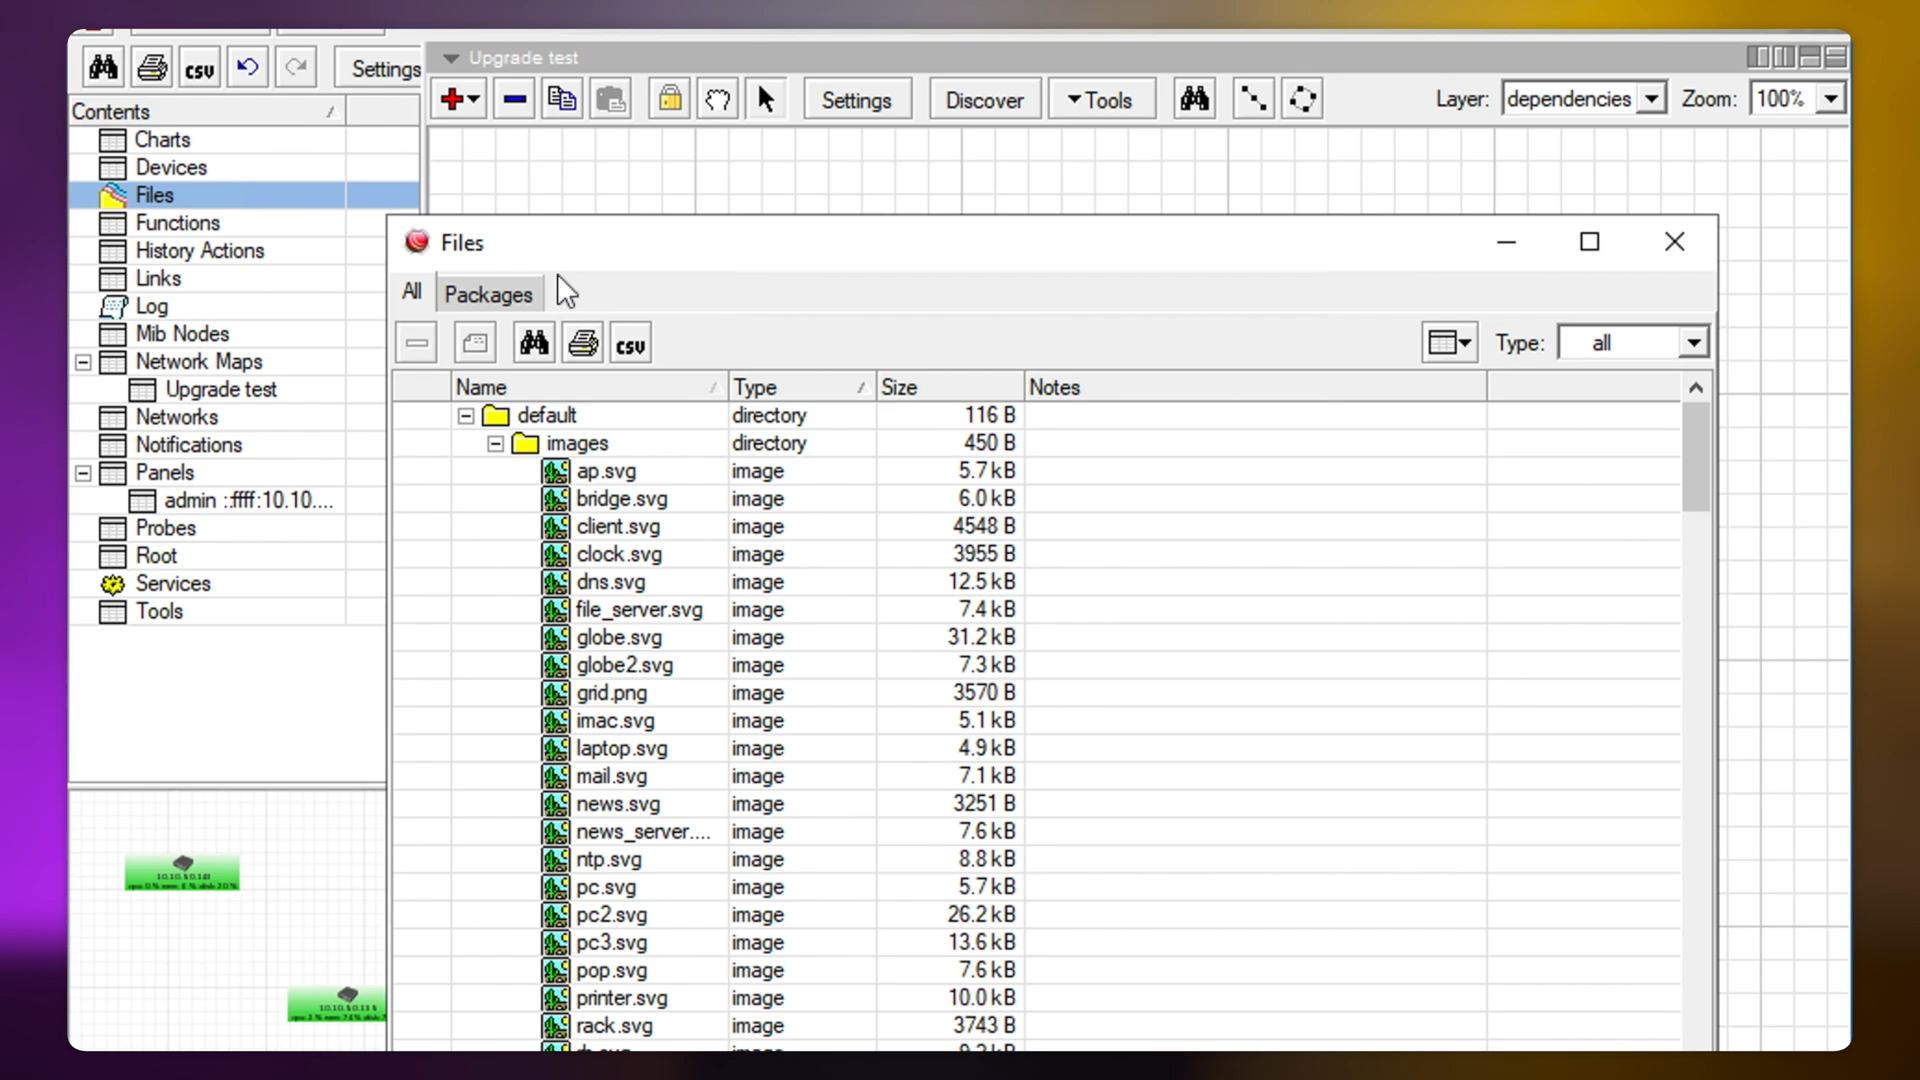 csv
Settings
Upgrade test
Settings
Discover
Tools
Layer: dependencies Zoom: 100%
Contents
Charts
Devices
Files
Functions
History Actions
Links
Log
Mib Nodes
Network Maps
Upgrade test
Networks
Notifications
Panels
admin ::ffff:10.10....
Probes
Root
Services
Tools
Files
All Packages
csv
Type: all
Name Type Size Notes
default directory 116 B
images directory 450 B
ap.svg image 5.7 kB
bridge.svg image 6.0 kB
client.svg image 4548 B
clock.svg image 3955 B
dns.svg image 12.5 kB
file_server.svg image 7.4 kB
globe.svg image 31.2 kB
globe2.svg image 7.3 kB
grid.png image 3570 B
imac.svg image 5.1 kB
laptop.svg image 4.9 kB
mail.svg image 7.1 kB
news.svg image 3251 B
news_server.... image 7.6 kB
ntp.svg image 8.8 kB
pc.svg image 5.7 kB
pc2.svg image 26.2 kB
pc3.svg image 13.6 kB
pop.svg image 7.6 kB
printer.svg image 10.0 kB
rack.svg image 3743 B